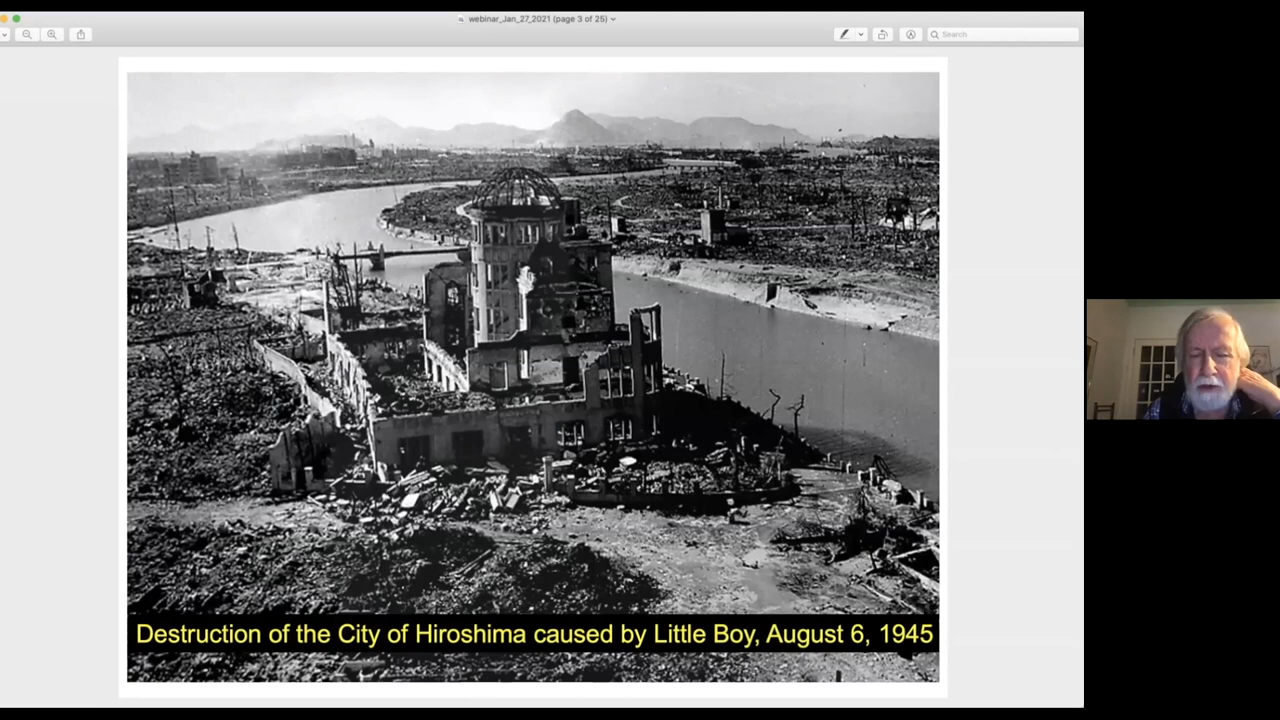 webinar_Jan_27_2021 (page 3 of 25)
Search
Destruction of the City of Hiroshima caused by Little Boy, August 6, 1945